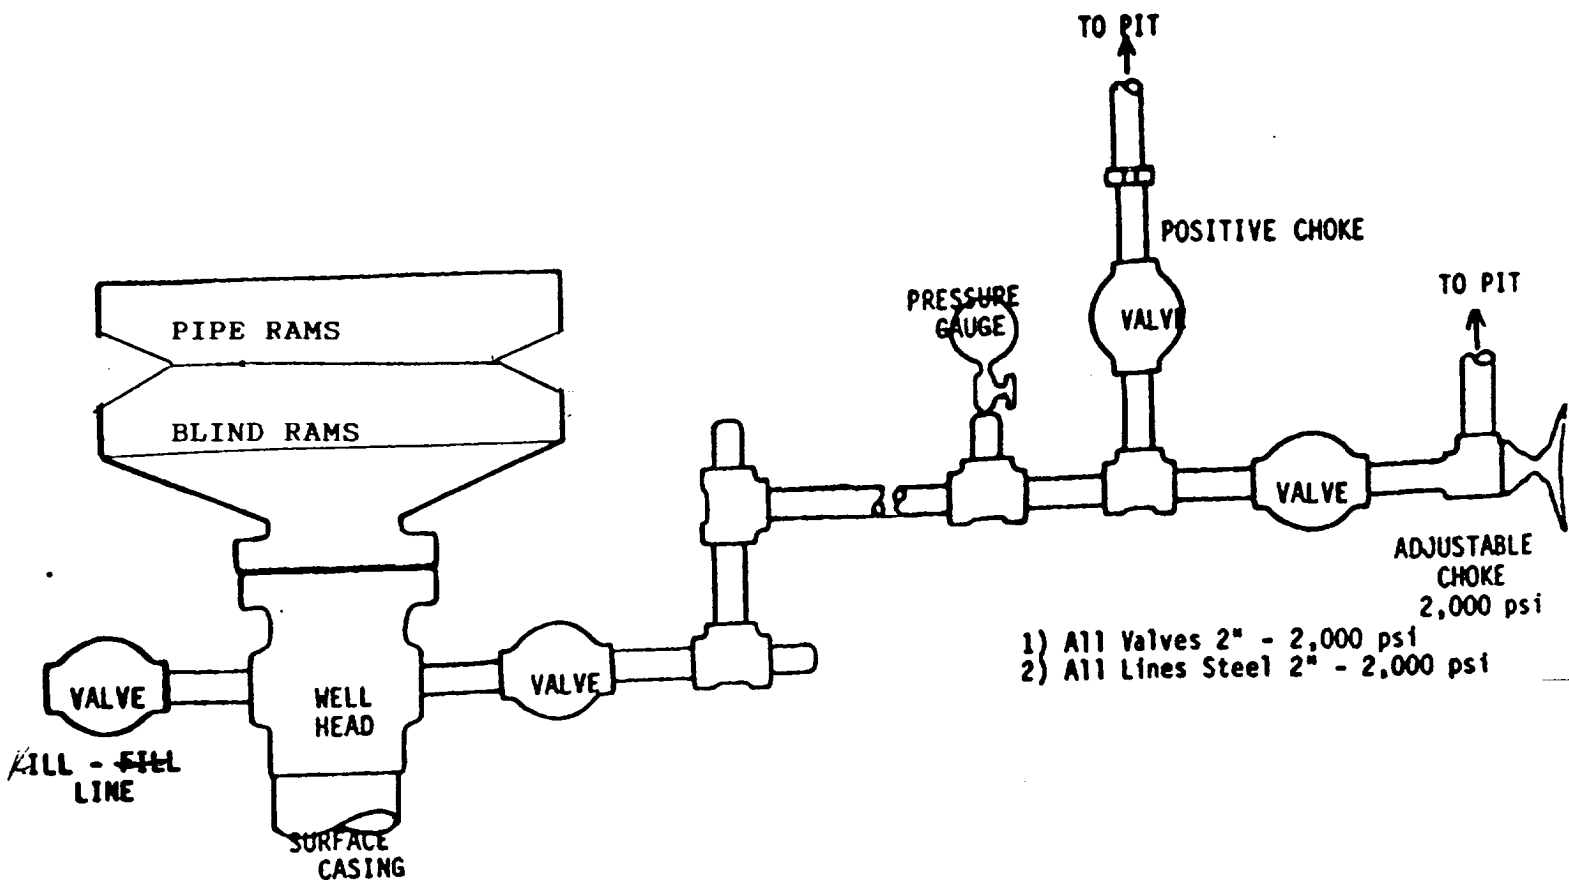 TO PIT
POSITIVE CHOKE
TO PIT
PRESSURE
GAUGE
VALVE
PIPE RAMS
BLIND RAMS
VALVE
ADJUSTABLE
CHOKE
2,000 psi
1) All Valves 2" - 2,000 psi
2) All Lines Steel 2" - 2,000 psi
VALVE
WELL
HEAD
VALVE
KILL - FILL
LINE
SURFACE
CASING